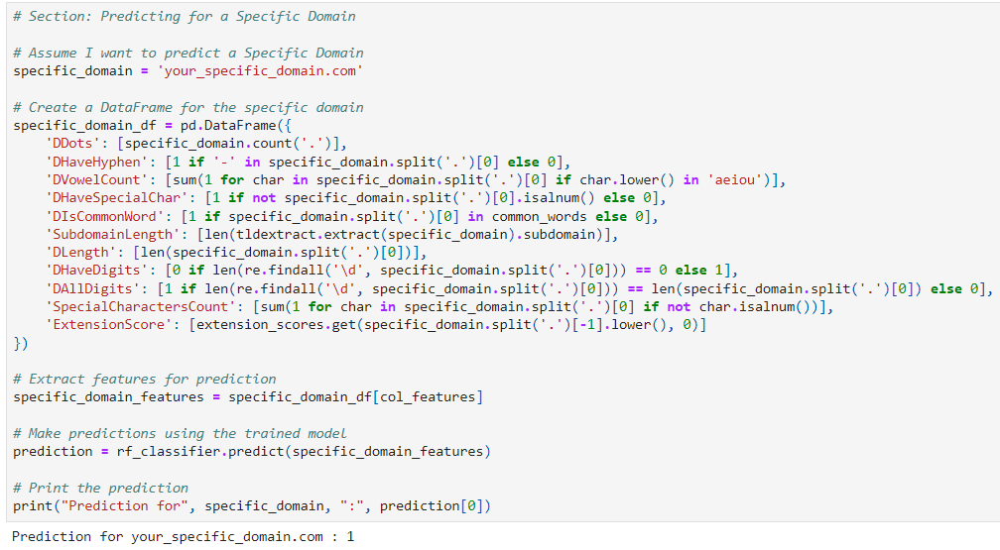 # Section: Predicting for a Specific Domain
# Assume I want to predict a Specific Domain
specific_domain = 'your_specific_domain.com'
# Create a DataFrame for the specific domain
specific_domain_df = pd.DataFrame({
    'DDots': [specific_domain.count('.')],
    'DHaveHyphen': [1 if '-' in specific_domain.split('.')[0] else 0],
    'DVowelCount': [sum(1 for char in specific_domain.split('.')[0] if char.lower() in 'aeiou')],
    'DHaveSpecialChar': [1 if not specific_domain.split('.')[0].isalnum() else 0],
    'DIsCommonWord': [1 if specific_domain.split('.')[0] in common_words else 0],
    'SubdomainLength': [len(tldextract.extract(specific_domain).subdomain)],
    'DLength': [len(specific_domain.split('.')[0])],
    'DHaveDigits': [0 if len(re.findall('\d', specific_domain.split('.')[0])) == 0 else 1],
    'DAllDigits': [1 if len(re.findall('\d', specific_domain.split('.')[0])) == len(specific_domain.split('.')[0]) else 0],
    'SpecialCharactersCount': [sum(1 for char in specific_domain.split('.')[0] if not char.isalnum())],
    'ExtensionScore': [extension_scores.get(specific_domain.split('.')[-1].lower(), 0)]
})
# Extract features for prediction
specific_domain_features = specific_domain_df[col_features]
# Make predictions using the trained model
prediction = rf_classifier.predict(specific_domain_features)
# Print the prediction
print("Prediction for", specific_domain, ":", prediction[0])
Prediction for your_specific_domain.com : 1